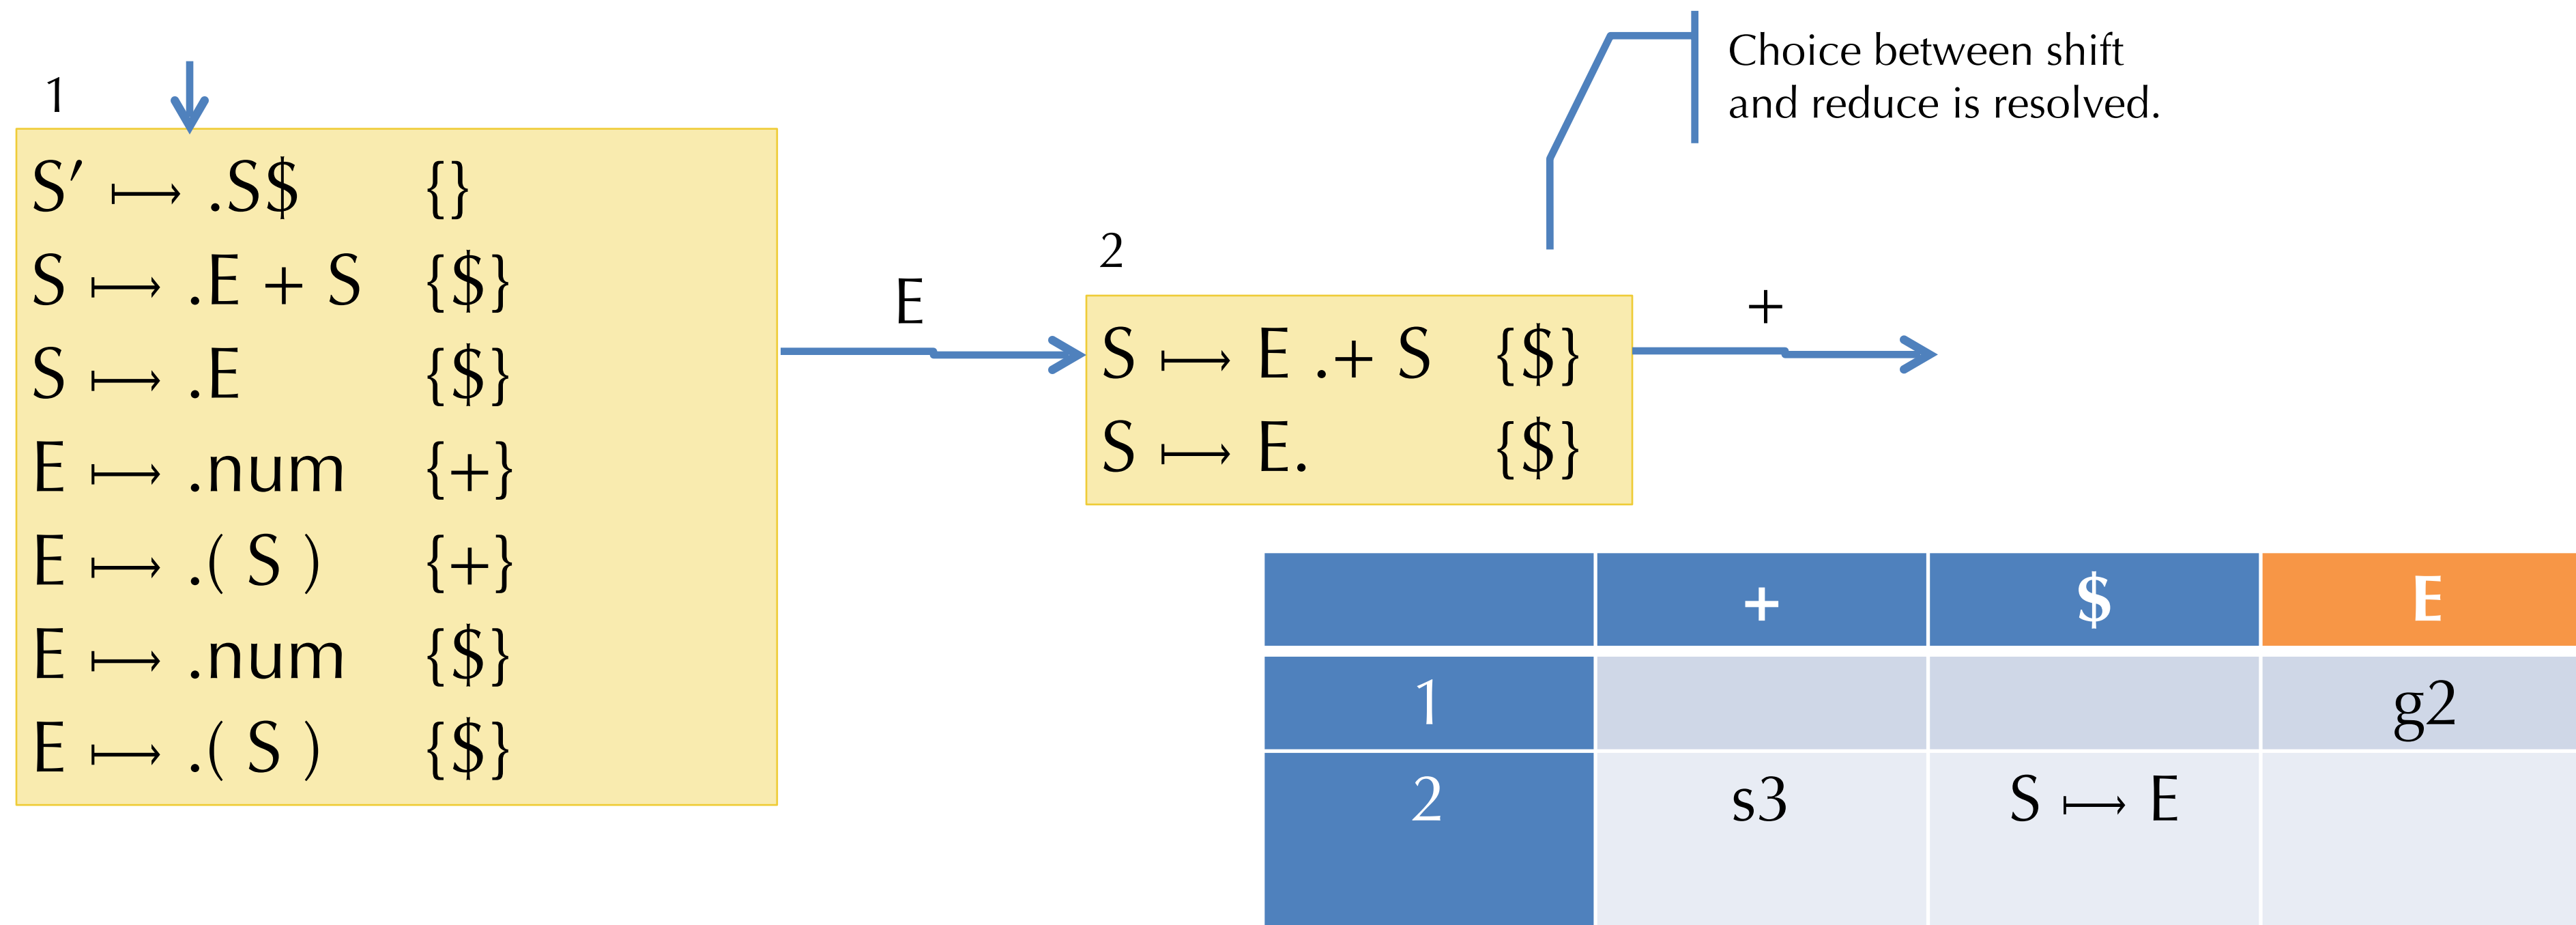 Choice between shift
and reduce is resolved.
1
S′ ⟼ .S$ {}
S ⟼ .E + S {$}
S ⟼ .E {$}
E ⟼ .num {+}
E ⟼ .( S ) {+}
E ⟼ .num {$}
E ⟼ .( S ) {$}
E
2
S ⟼ E .+ S {$}
S ⟼ E. {$}
+
+ $ E
1 g2
2 s3 S ⟼ E